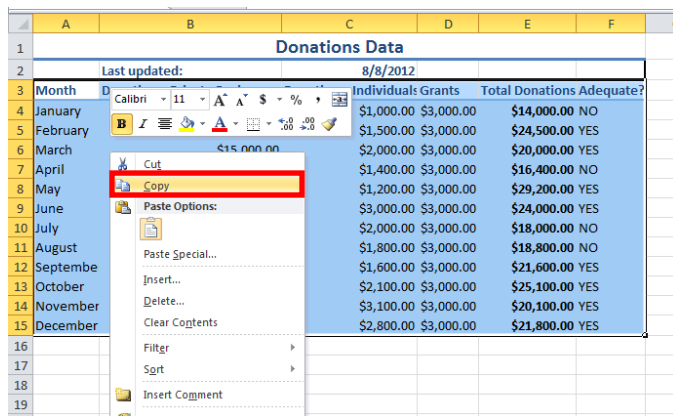 A B C D E F
1 Donations Data
2 Last updated: 8/8/2012
3 Month Individuals Grants Total Donations Adequate?
Calibri 11 A A $ % ,
B I A .00 .00
4 January $1,000.00 $3,000.00 $14,000.00 NO
5 February $1,500.00 $3,000.00 $24,500.00 YES
6 March $15,000.00 $2,000.00 $3,000.00 $20,000.00 YES
7 April $1,400.00 $3,000.00 $16,400.00 NO
8 May $1,200.00 $3,000.00 $29,200.00 YES
9 June $3,000.00 $3,000.00 $24,000.00 YES
10 July $2,000.00 $3,000.00 $18,000.00 NO
11 August $1,800.00 $3,000.00 $18,800.00 NO
12 Septembe $1,600.00 $3,000.00 $21,600.00 YES
13 October $2,100.00 $3,000.00 $25,100.00 YES
14 November $3,100.00 $3,000.00 $20,100.00 YES
15 December $2,800.00 $3,000.00 $21,800.00 YES
16
17
18
19
Cut
Copy
Paste Options:
Paste Special...
Insert...
Delete...
Clear Contents
Filter
Sort
Insert Comment